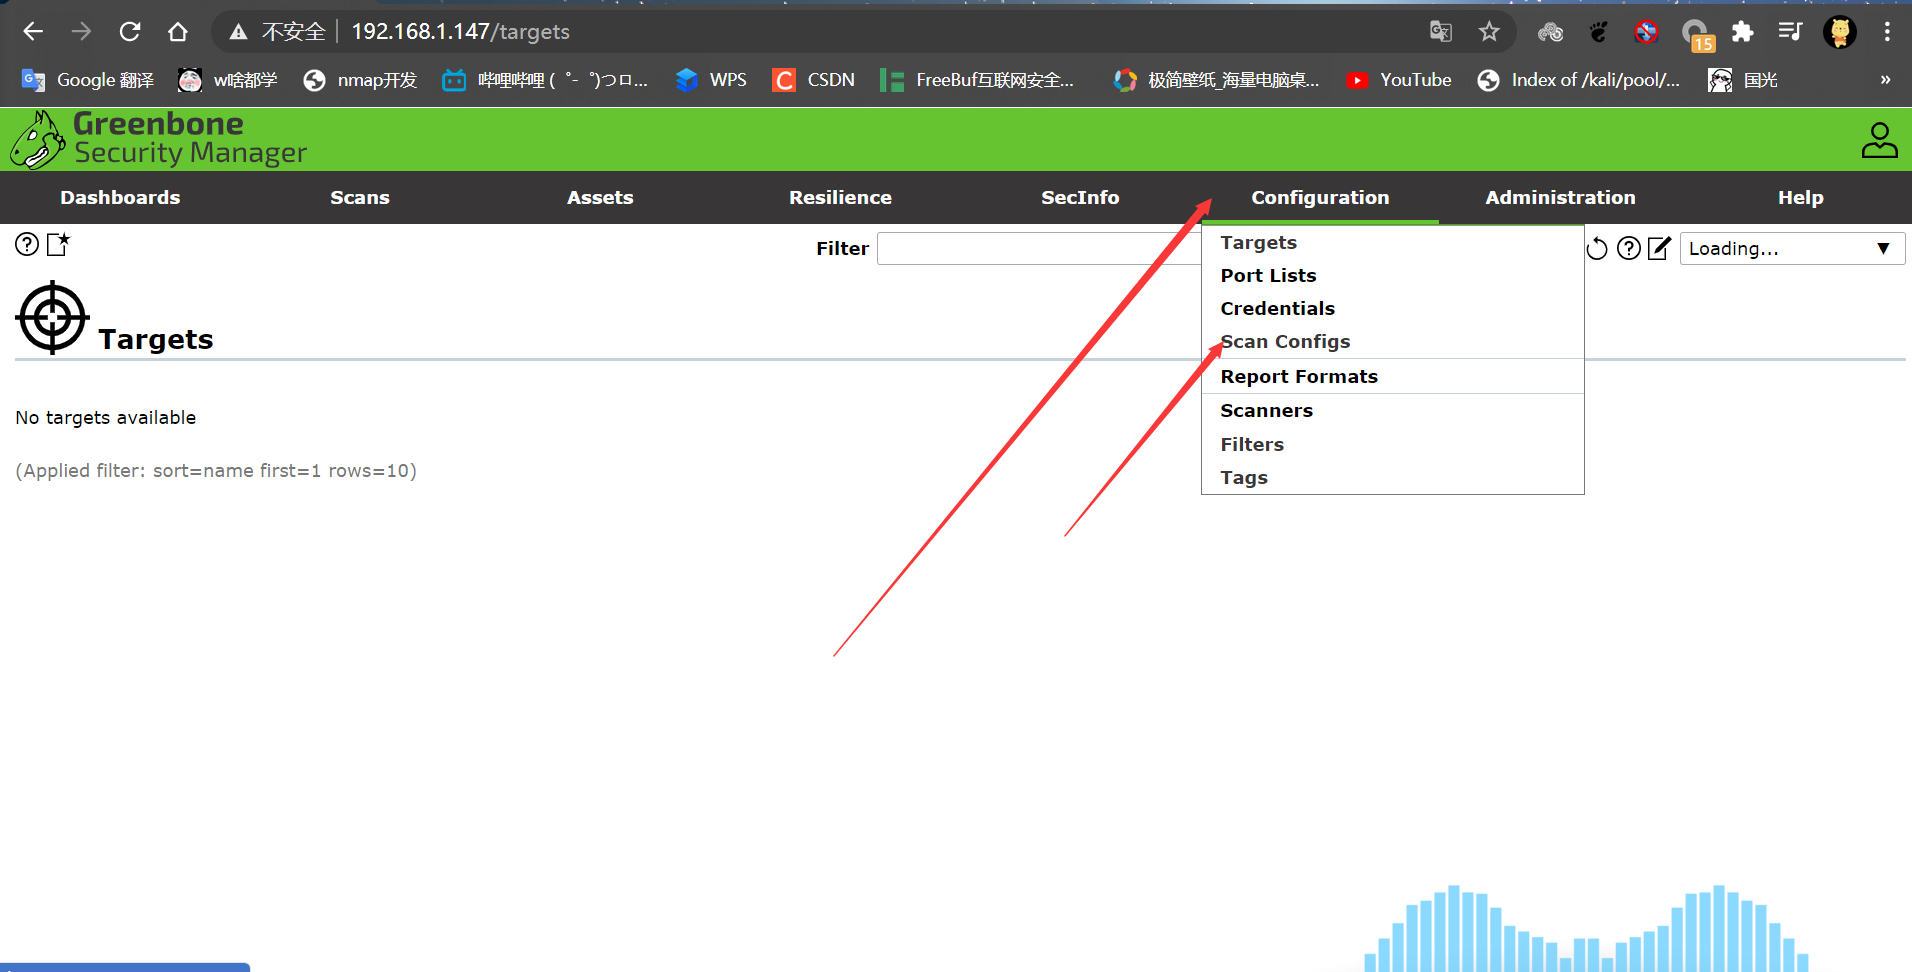 不安全 192.168.1.147/targets
15
Google 翻译 w啥都学 nmap开发 哔哩哔哩 ( ゜- ゜)つロ... WPS CSDN FreeBuf互联网安全... 极简壁纸_海量电脑桌... YouTube Index of /kali/pool/... 国光 »
Greenbone
Security Manager
Dashboards Scans Assets Resilience SecInfo Configuration Administration Help
Filter Loading... ▼
Targets
Port Lists
Credentials
Scan Configs
Report Formats
Scanners
Filters
Tags
Targets
No targets available
(Applied filter: sort=name first=1 rows=10)